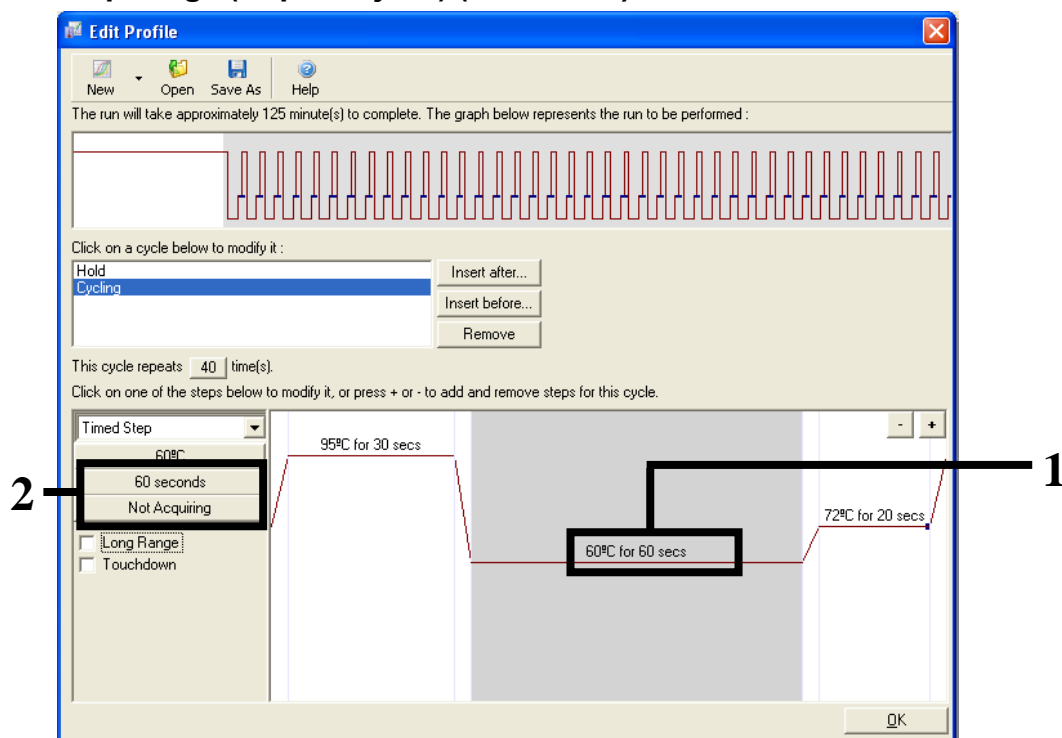 Edit Profile
New Open Save As Help
The run will take approximately 125 minute(s) to complete. The graph below represents the run to be performed :
Click on a cycle below to modify it :
Hold
Cycling
Insert after...
Insert before...
Remove
This cycle repeats 40 time(s).
Click on one of the steps below to modify it, or press + or - to add and remove steps for this cycle.
Timed Step
- +
95ºC for 30 secs
60ºC
1
2
60 seconds
Not Acquiring
72ºC for 20 secs
60ºC for 60 secs
Long Range
Touchdown
OK